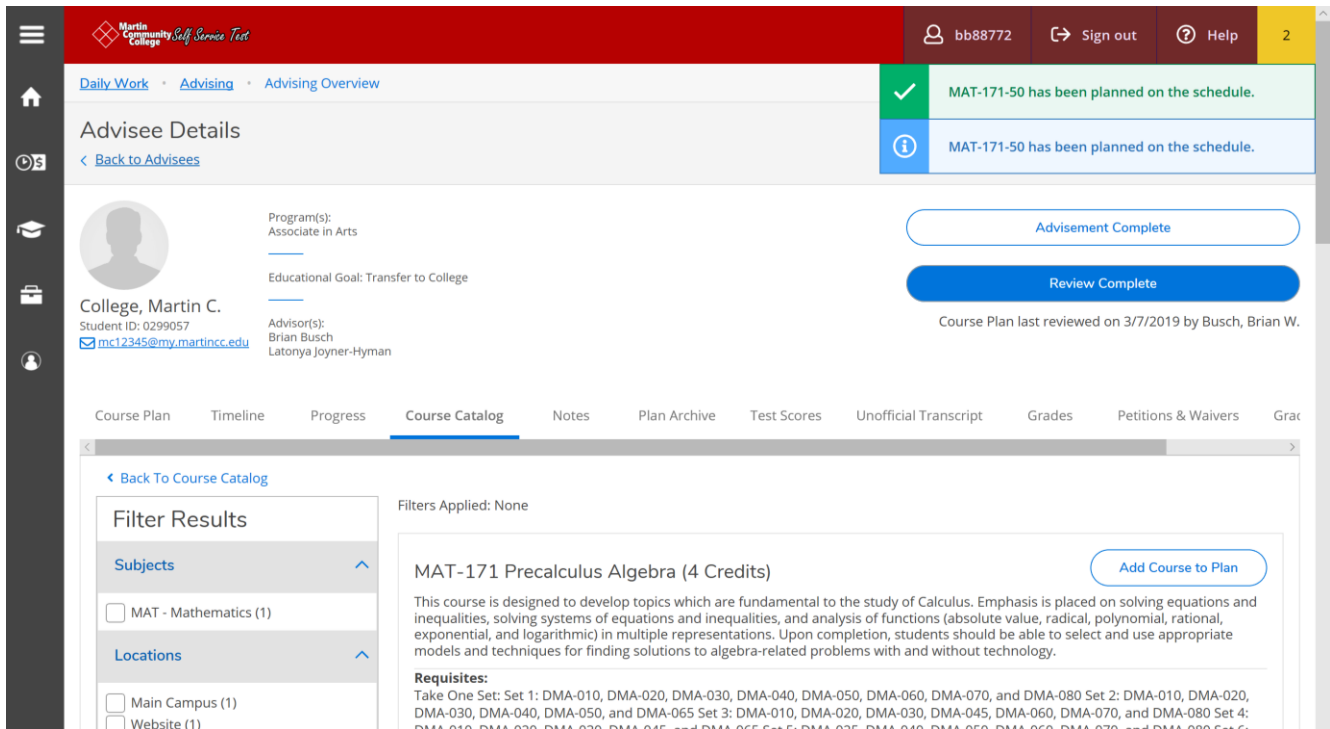 Martin
Community
College
Self Service Test
bb88772
Sign out
Help
2
Daily Work · Advising · Advising Overview
MAT-171-50 has been planned on the schedule.
MAT-171-50 has been planned on the schedule.
Advisee Details
< Back to Advisees
Program(s):
Associate in Arts
Educational Goal: Transfer to College
Advisor(s):
Brian Busch
Latonya Joyner-Hyman
College, Martin C.
Student ID: 0299057
mc12345@my.martincc.edu
Advisement Complete
Review Complete
Course Plan last reviewed on 3/7/2019 by Busch, Brian W.
Course Plan Timeline Progress Course Catalog Notes Plan Archive Test Scores Unofficial Transcript Grades Petitions & Waivers Grac
Back To Course Catalog
Filter Results
Subjects
MAT - Mathematics (1)
Locations
Main Campus (1)
Website (1)
Filters Applied: None
MAT-171 Precalculus Algebra (4 Credits)
Add Course to Plan
This course is designed to develop topics which are fundamental to the study of Calculus. Emphasis is placed on solving equations and
inequalities, solving systems of equations and inequalities, and analysis of functions (absolute value, radical, polynomial, rational,
exponential, and logarithmic) in multiple representations. Upon completion, students should be able to select and use appropriate
models and techniques for finding solutions to algebra-related problems with and without technology.
Requisites:
Take One Set: Set 1: DMA-010, DMA-020, DMA-030, DMA-040, DMA-050, DMA-060, DMA-070, and DMA-080 Set 2: DMA-010, DMA-020,
DMA-030, DMA-040, DMA-050, and DMA-065 Set 3: DMA-010, DMA-020, DMA-030, DMA-045, DMA-060, DMA-070, and DMA-080 Set 4: